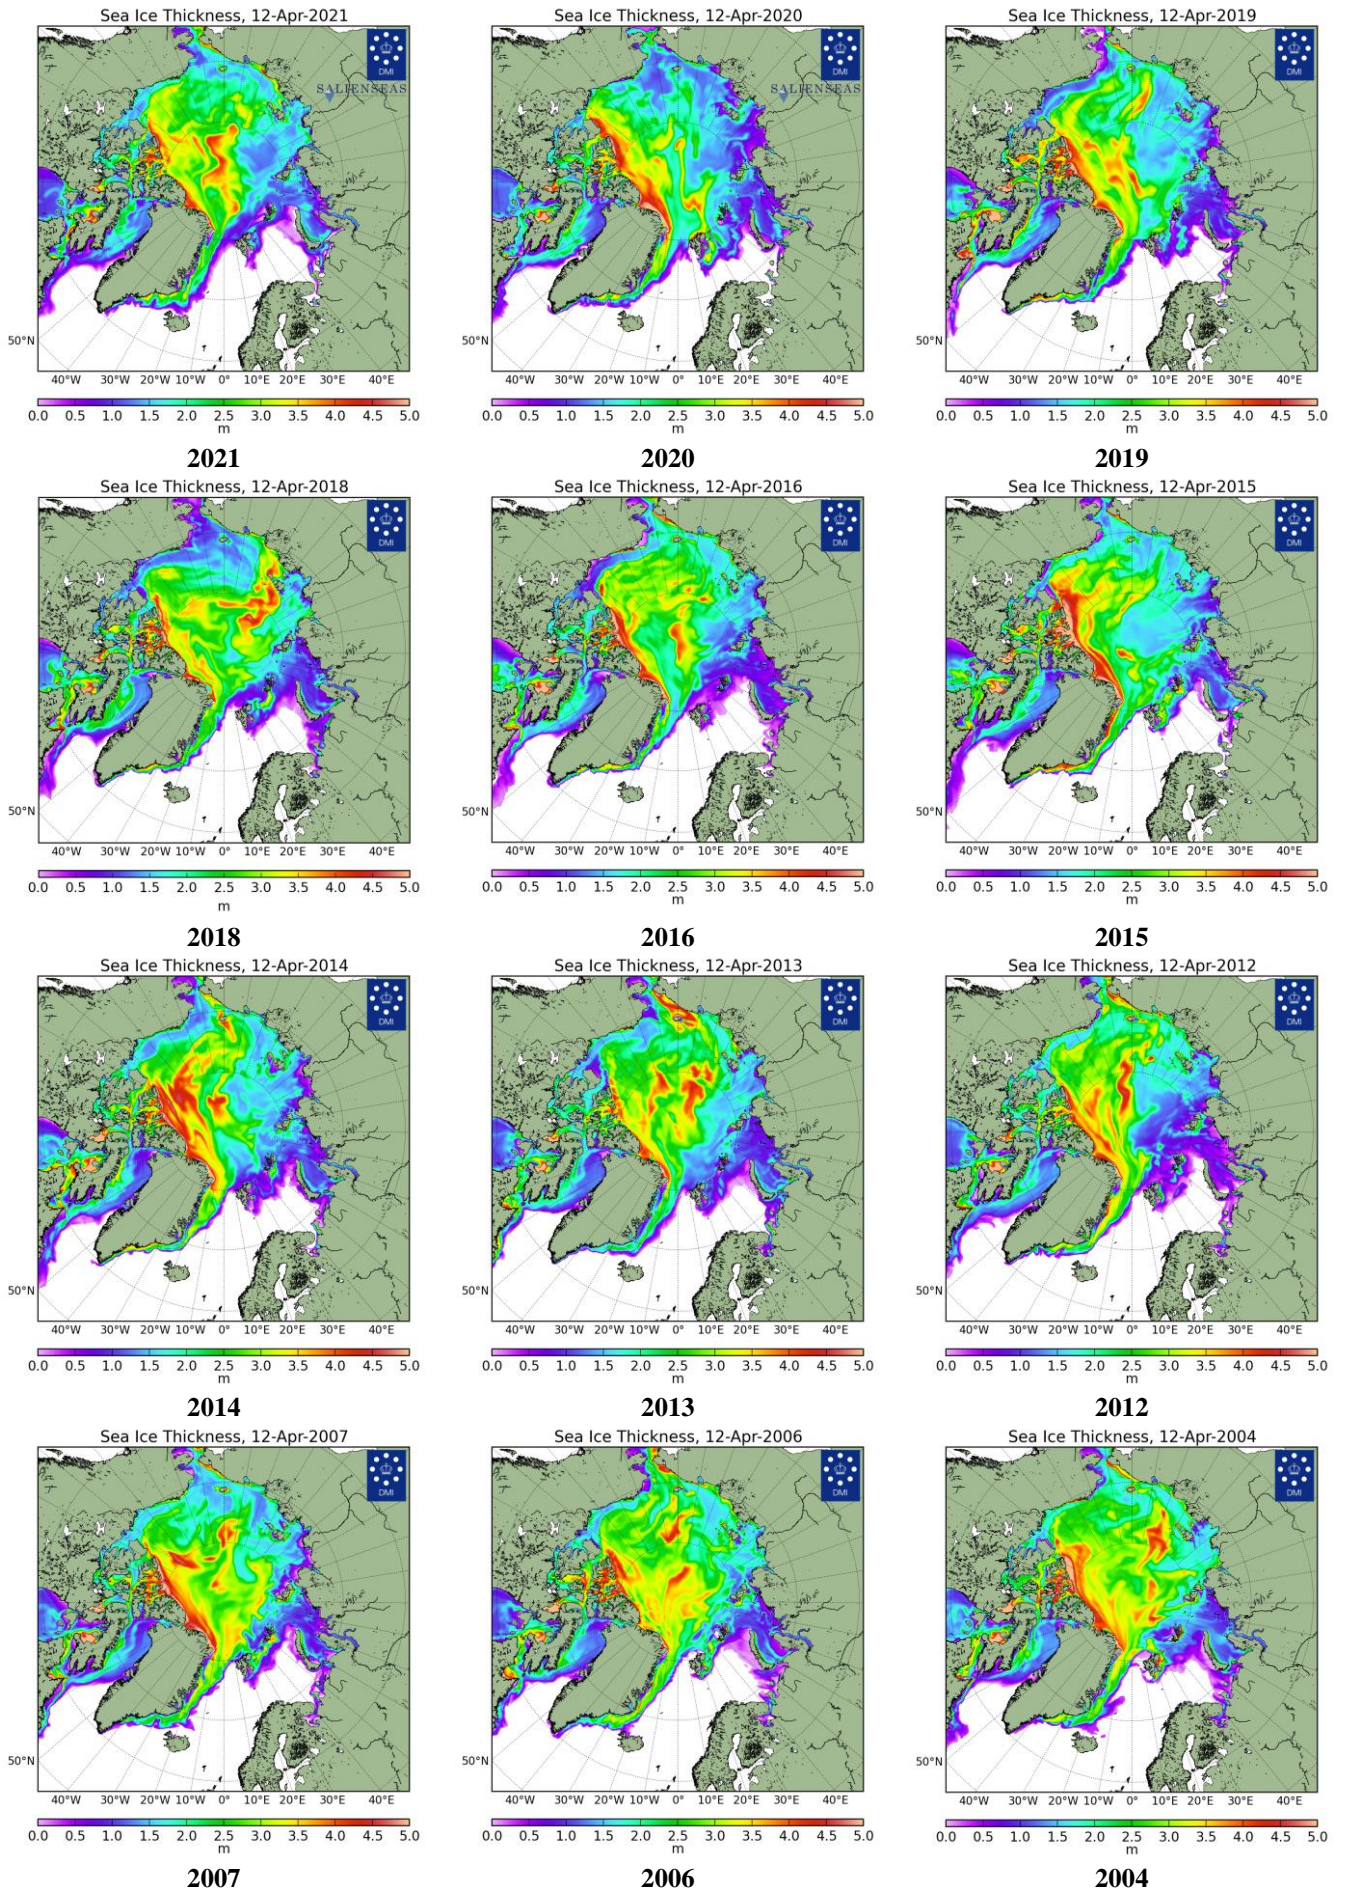 Sea Ice Thickness, 12-Apr-2021
DMI
SALIENSEAS
50°N
40°W 30°W 20°W 10°W 0° 10°E 20°E 30°E 40°E
0.0 0.5 1.0 1.5 2.0 2.5 3.0 3.5 4.0 4.5 5.0
m
2021
Sea Ice Thickness, 12-Apr-2020
DMI
SALIENSEAS
50°N
40°W 30°W 20°W 10°W 0° 10°E 20°E 30°E 40°E
0.0 0.5 1.0 1.5 2.0 2.5 3.0 3.5 4.0 4.5 5.0
m
2020
Sea Ice Thickness, 12-Apr-2019
DMI
50°N
40°W 30°W 20°W 10°W 0° 10°E 20°E 30°E 40°E
0.0 0.5 1.0 1.5 2.0 2.5 3.0 3.5 4.0 4.5 5.0
m
2019
Sea Ice Thickness, 12-Apr-2018
DMI
50°N
40°W 30°W 20°W 10°W 0° 10°E 20°E 30°E 40°E
0.0 0.5 1.0 1.5 2.0 2.5 3.0 3.5 4.0 4.5 5.0
m
2018
Sea Ice Thickness, 12-Apr-2016
DMI
50°N
40°W 30°W 20°W 10°W 0° 10°E 20°E 30°E 40°E
0.0 0.5 1.0 1.5 2.0 2.5 3.0 3.5 4.0 4.5 5.0
m
2016
Sea Ice Thickness, 12-Apr-2015
DMI
50°N
40°W 30°W 20°W 10°W 0° 10°E 20°E 30°E 40°E
0.0 0.5 1.0 1.5 2.0 2.5 3.0 3.5 4.0 4.5 5.0
m
2015
Sea Ice Thickness, 12-Apr-2014
DMI
50°N
40°W 30°W 20°W 10°W 0° 10°E 20°E 30°E 40°E
0.0 0.5 1.0 1.5 2.0 2.5 3.0 3.5 4.0 4.5 5.0
m
2014
Sea Ice Thickness, 12-Apr-2013
DMI
50°N
40°W 30°W 20°W 10°W 0° 10°E 20°E 30°E 40°E
0.0 0.5 1.0 1.5 2.0 2.5 3.0 3.5 4.0 4.5 5.0
m
2013
Sea Ice Thickness, 12-Apr-2012
DMI
50°N
40°W 30°W 20°W 10°W 0° 10°E 20°E 30°E 40°E
0.0 0.5 1.0 1.5 2.0 2.5 3.0 3.5 4.0 4.5 5.0
m
2012
Sea Ice Thickness, 12-Apr-2007
DMI
50°N
40°W 30°W 20°W 10°W 0° 10°E 20°E 30°E 40°E
0.0 0.5 1.0 1.5 2.0 2.5 3.0 3.5 4.0 4.5 5.0
m
2007
Sea Ice Thickness, 12-Apr-2006
DMI
50°N
40°W 30°W 20°W 10°W 0° 10°E 20°E 30°E 40°E
0.0 0.5 1.0 1.5 2.0 2.5 3.0 3.5 4.0 4.5 5.0
m
2006
Sea Ice Thickness, 12-Apr-2004
DMI
50°N
40°W 30°W 20°W 10°W 0° 10°E 20°E 30°E 40°E
0.0 0.5 1.0 1.5 2.0 2.5 3.0 3.5 4.0 4.5 5.0
m
2004